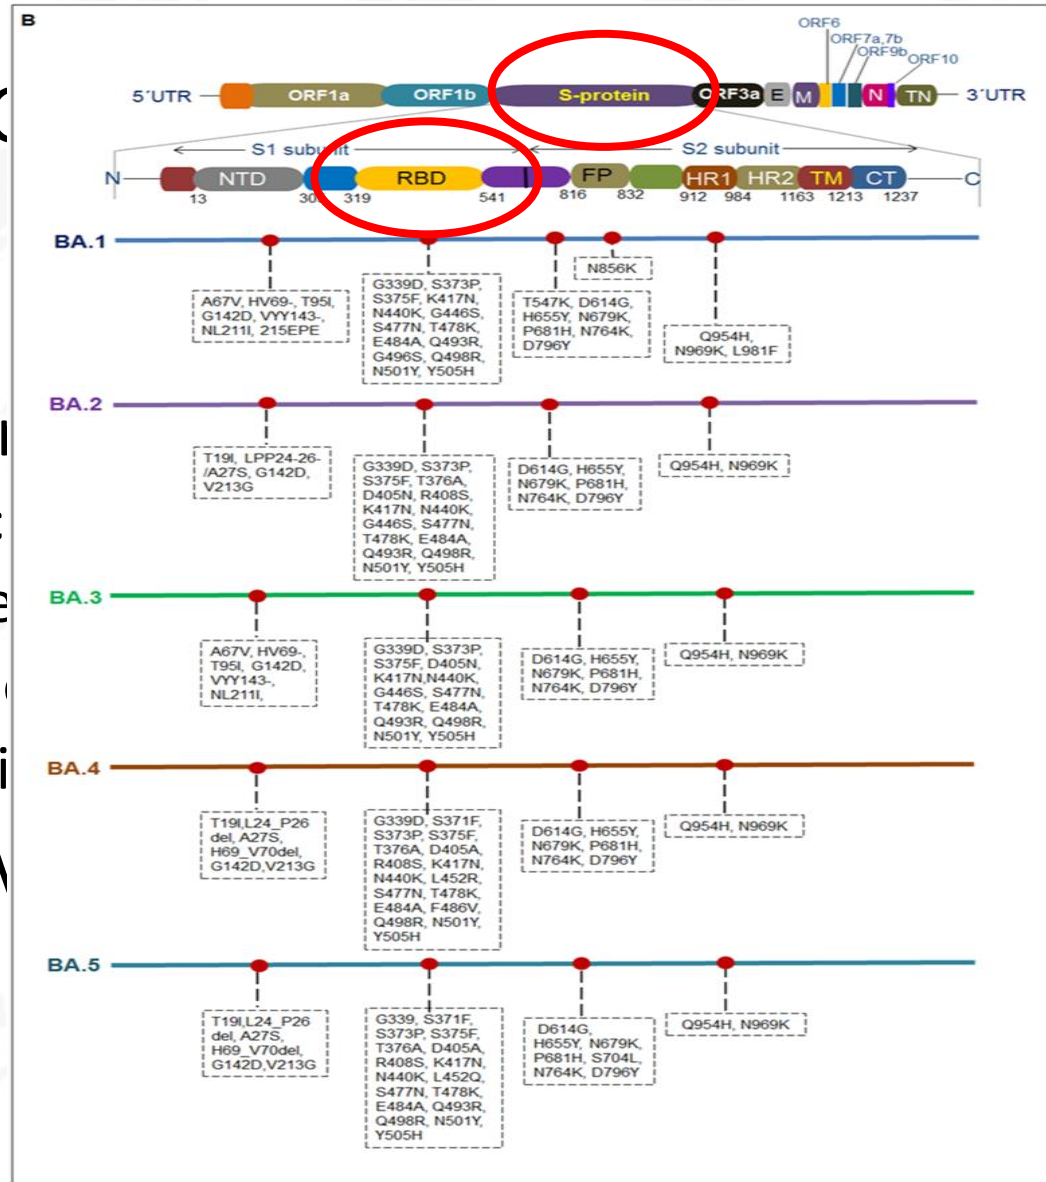 B
ORF6
ORF7a,7b
ORF9b
ORF10
5´UTR ORF1a ORF1b S-protein ORF3a E M N TN 3´UTR
S1 subunit S2 subunit
N NTD RBD FP HR1 HR2 TM CT C
13 30 319 541 816 832 912 984 1163 1213 1237
BA.1
A67V, HV69-, T95I,
G142D, VYY143-,
NL211I, 215EPE
G339D, S373P,
S375F, K417N,
N440K, G446S,
S477N, T478K,
E484A, Q493R,
G496S, Q498R,
N501Y, Y505H
T547K, D614G,
H655Y, N679K,
P681H, N764K,
D796Y
N856K
Q954H,
N969K, L981F
BA.2
T19I, LPP24-26-
/A27S, G142D,
V213G
G339D, S373P,
S375F, T376A,
D405N, R408S,
K417N, N440K,
G446S, S477N,
T478K, E484A,
Q493R, Q498R,
N501Y, Y505H
D614G, H655Y,
N679K, P681H,
N764K, D796Y
Q954H, N969K
BA.3
A67V, HV69-,
T95I, G142D,
VYY143-,
NL211I,
G339D, S373P,
S375F, D405N,
K417N,N440K,
G446S, S477N,
T478K, E484A,
Q493R, Q498R,
N501Y, Y505H
D614G, H655Y,
N679K, P681H,
N764K, D796Y
Q954H, N969K
BA.4
T19I,L24_P26
del, A27S,
H69_V70del,
G142D,V213G
G339D, S371F,
S373P, S375F,
T376A, D405A,
R408S, K417N,
N440K, L452R,
S477N, T478K,
E484A, F486V,
Q498R, N501Y,
Y505H
D614G, H655Y,
N679K, P681H,
N764K, D796Y
Q954H, N969K
BA.5
T19I,L24_P26
del, A27S,
H69_V70del,
G142D,V213G
G339, S371F,
S373P, S375F,
T376A, D405A,
R408S, K417N,
N440K, L452Q,
S477N, T478K,
E484A, Q493R,
Q498R, N501Y,
Y505H
D614G,
H655Y, N679K,
P681H, S704L,
N764K, D796Y
Q954H, N969K